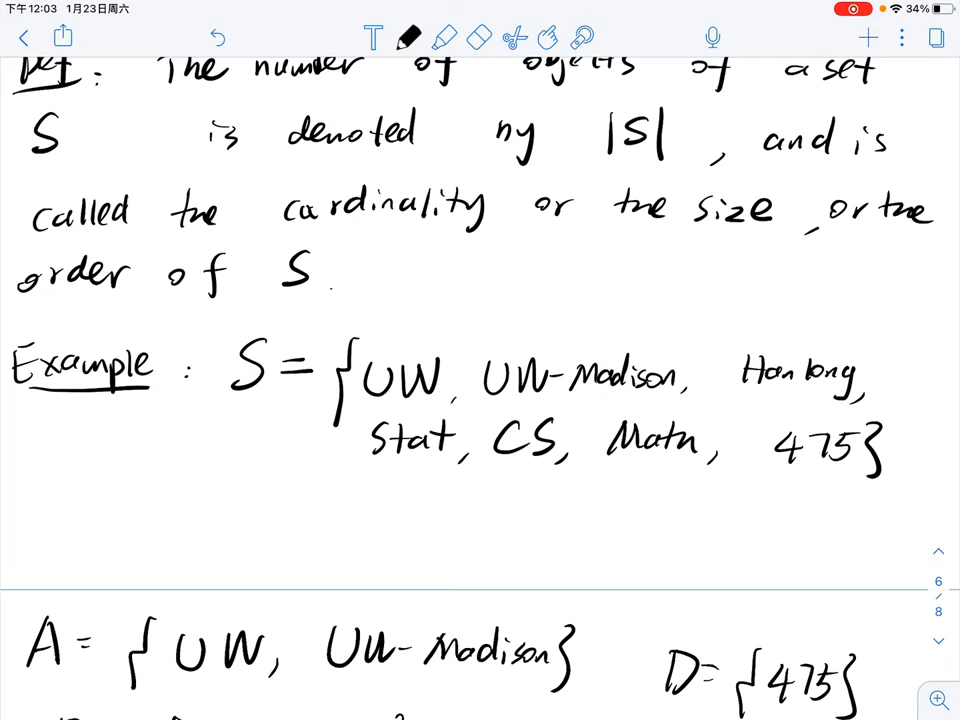 下午12:03 1月23日周六
34%
Def: The number of objects of a set
S is denoted by |S|, and is
called the cardinality or the size, or the
order of S.
Example: S = {UW, UW-Madison, Hanbong,
Stat, CS, Math, 475}
6
/
8
A = {UW, UW-Madison}
D = {475}